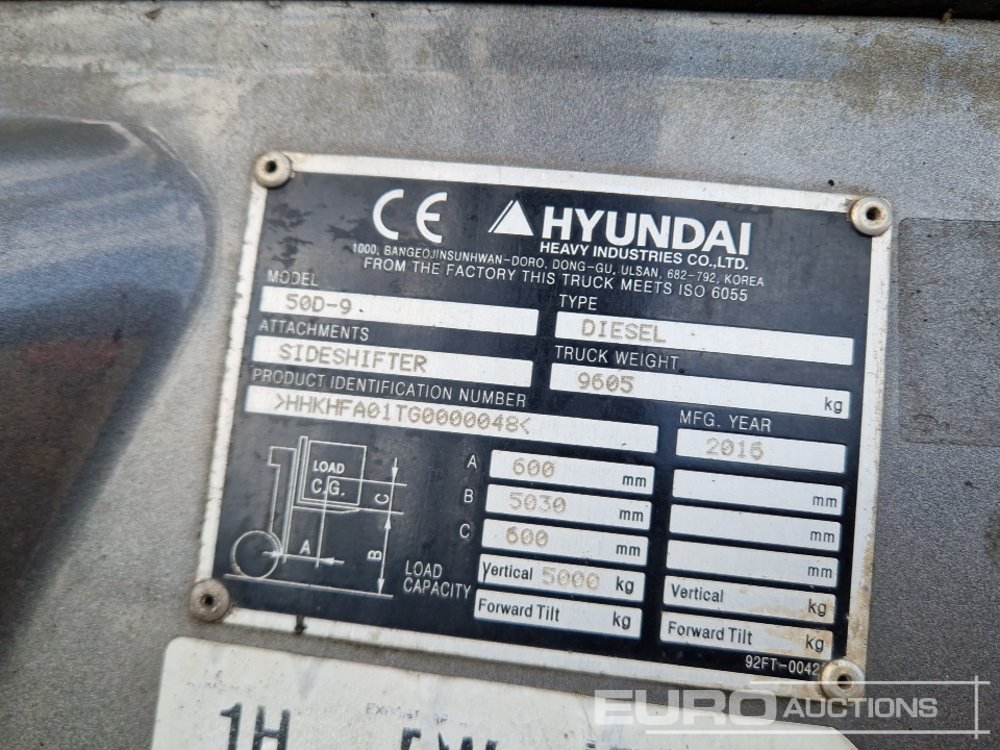 CE HYUNDAI
HEAVY INDUSTRIES CO.,LTD.
1000, BANGEOJINSUNHWAN-DORO, DONG-GU, ULSAN, 682-792, KOREA
FROM THE FACTORY THIS TRUCK MEETS ISO 6055
MODEL
50D-9
TYPE
DIESEL
ATTACHMENTS
SIDESHIFTER
TRUCK WEIGHT
9605 kg
PRODUCT IDENTIFICATION NUMBER
>HHKHFA01TG0000048<
MFG. YEAR
2016
LOAD
C.G.
A
B
C
A 600 mm
mm
B 5030 mm
mm
C 600 mm
mm
LOAD
CAPACITY
Vertical 5000 kg
Vertical kg
Forward Tilt kg
Forward Tilt kg
92FT-0042
1H
EURO AUCTIONS